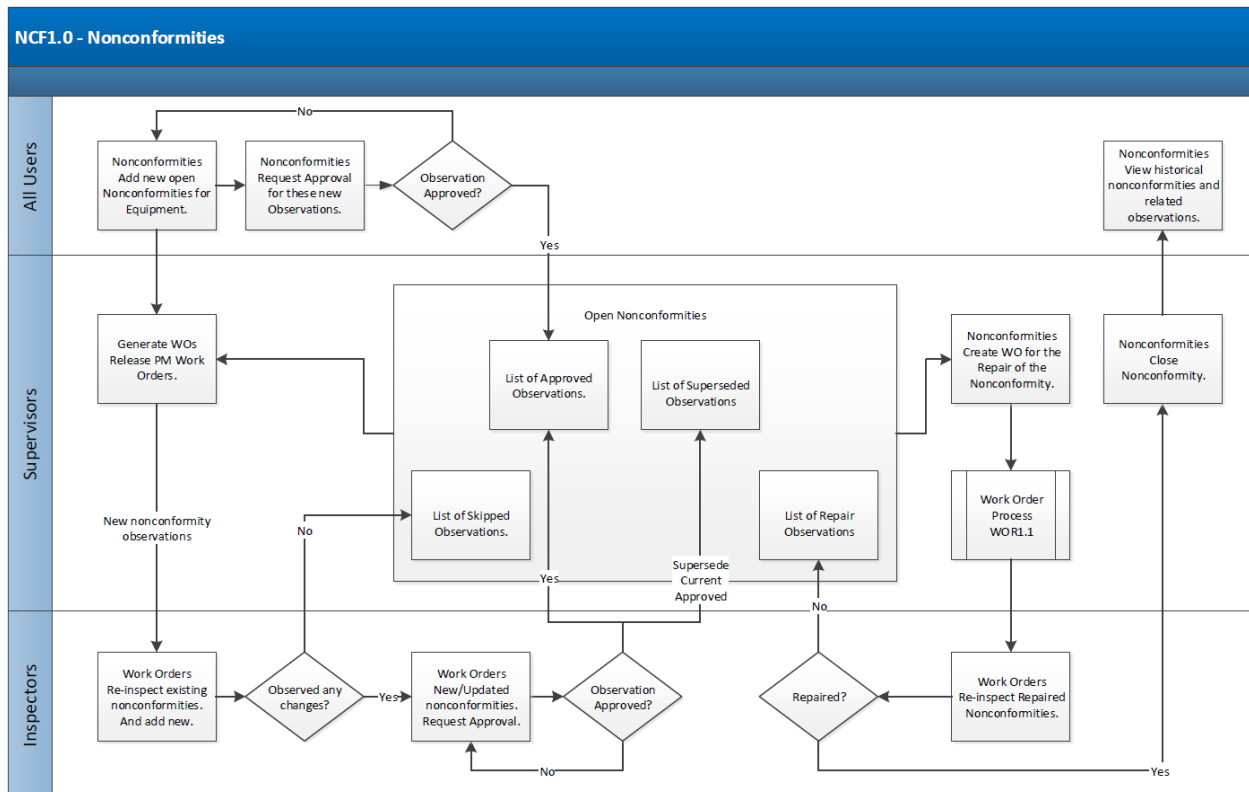 NCF1.0 - Nonconformities
All Users
No
Nonconformities
Add new open
Nonconformities for
Equipment.
Nonconformities
Request Approval
for these new
Observations.
Observation
Approved?
Yes
Nonconformities
View historical
nonconformities and
related
observations.
Supervisors
Generate WOs
Release PM Work
Orders.
New nonconformity
observations
Open Nonconformities
List of Approved
Observations.
List of Superseded
Observations
List of Skipped
Observations.
List of Repair
Observations
No
Yes
Supersede
Current
Approved
No
Nonconformities
Create WO for the
Repair of the
Nonconformity.
Work Order
Process
WOR1.1
Nonconformities
Close
Nonconformity.
Inspectors
Work Orders
Re-inspect existing
nonconformities.
And add new.
Observed any
changes?
Yes
Work Orders
New/Updated
nonconformities.
Request Approval.
Observation
Approved?
No
Repaired?
Work Orders
Re-inspect Repaired
Nonconformities.
Yes